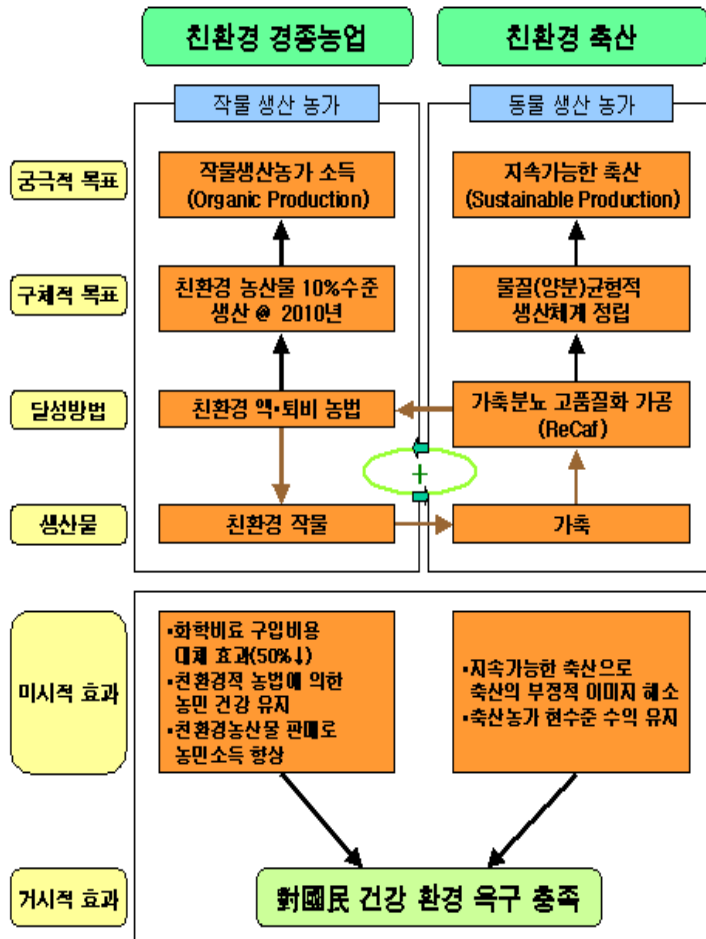 친환경 경종농업
친환경 축산
작물 생산 농가
동물 생산 농가
궁극적 목표
작물생산농가 소득
(Organic Production)
지속가능한 축산
(Sustainable Production)
구체적 목표
친환경 농산물 10%수준
생산 @ 2010년
물질(양분)균형적
생산체계 정립
달성방법
친환경 액·퇴비 농법
가축분뇨 고품질화 가공
(ReCaf)
+
생산물
친환경 작물
가축
미시적 효과
▪화학비료 구입비용
대체 효과(50%↓)
▪친환경적 농법에 의한
농민 건강 유지
▪친환경농산물 판매로
농민소득 향상
▪지속가능한 축산으로
축산의 부정적 이미지 해소
▪축산농가 현수준 수익 유지
거시적 효과
對國民 건강 환경 욕구 충족